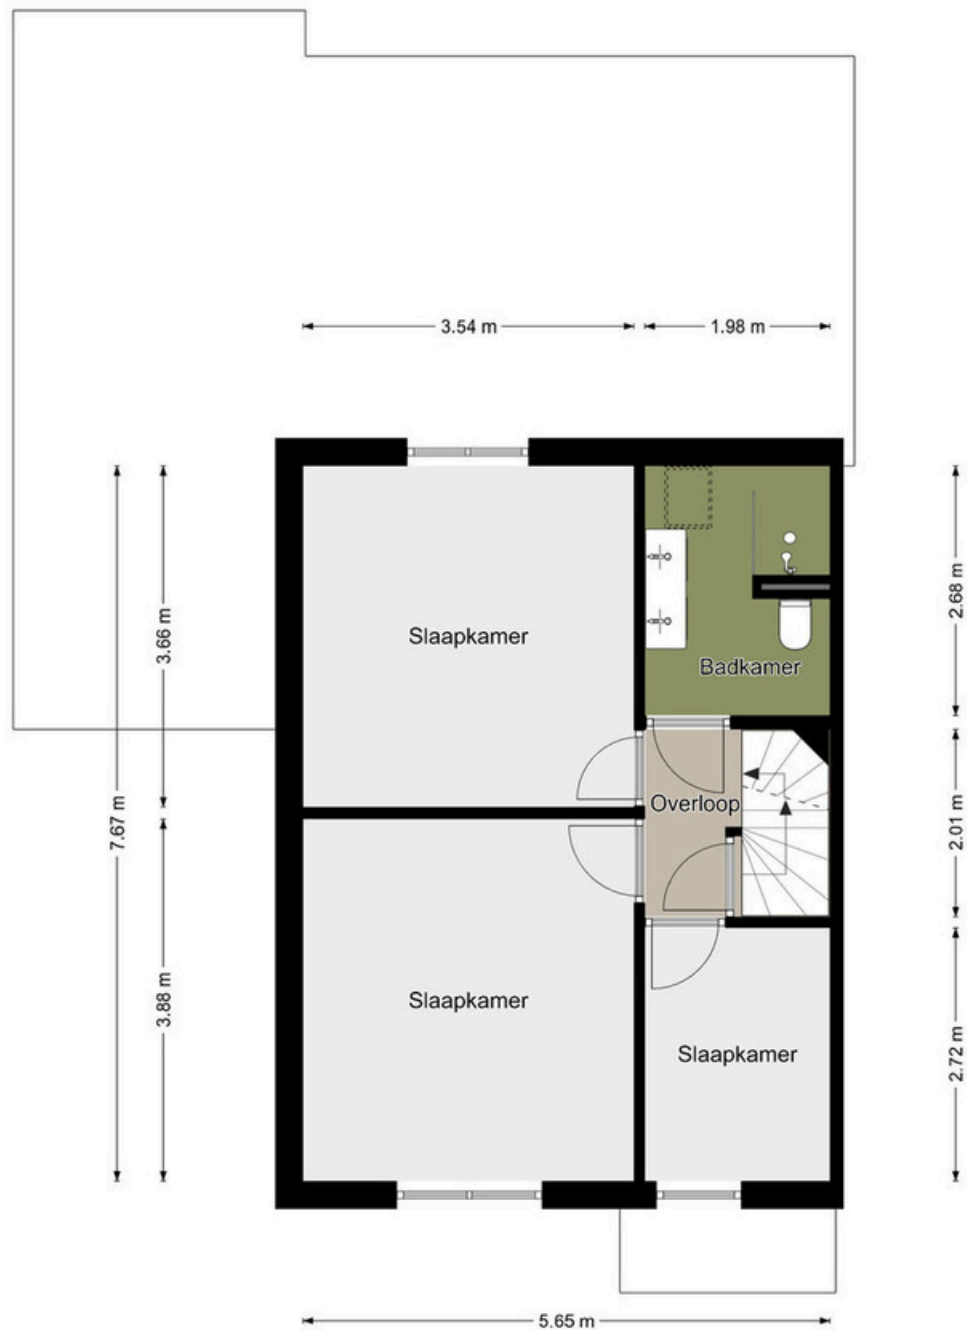 3.54 m
1.98 m
7.67 m
3.66 m
3.88 m
2.68 m
2.01 m
2.72 m
Slaapkamer
Badkamer
Overloop
Slaapkamer
Slaapkamer
5.65 m